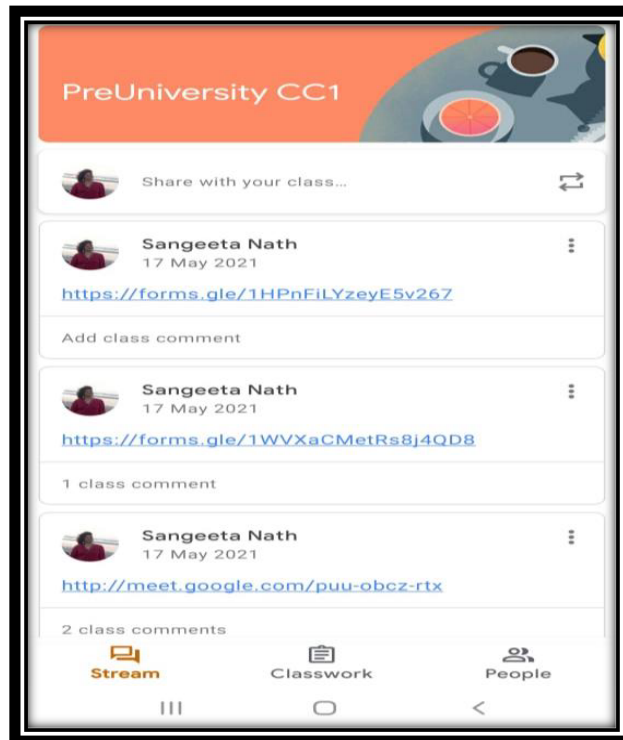 PreUniversity CC1
Share with your class...
Sangeeta Nath
17 May 2021
https://forms.gle/1HPnFiLYzeyE5v267
Add class comment
Sangeeta Nath
17 May 2021
https://forms.gle/1WVXaCMetRs8j4QD8
1 class comment
Sangeeta Nath
17 May 2021
http://meet.google.com/puu-obcz-rtx
2 class comments
Stream Classwork People